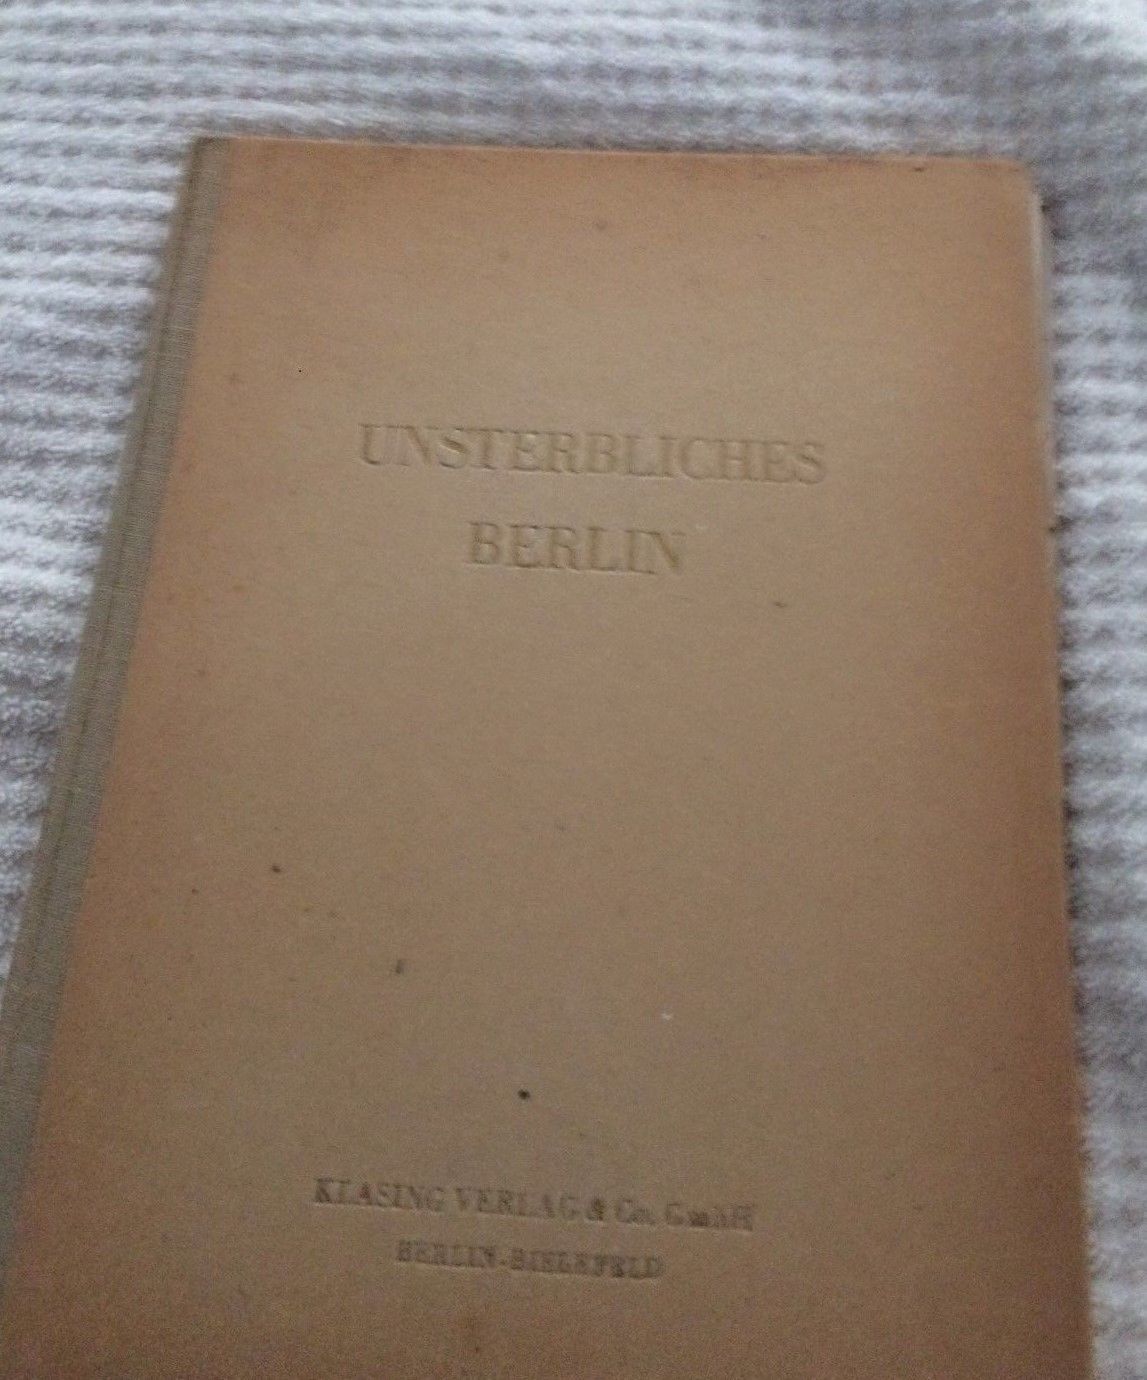 UNSTERBLICHES
BERLIN
KLASING VERLAG & Co. GmbH
BERLIN-BIELEFELD